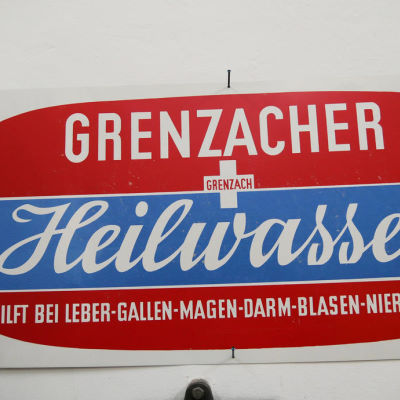 GRENZACHER
GRENZACH
Heilwasse
ILFT BEI LEBER-GALLEN-MAGEN-DARM-BLASEN-NIER